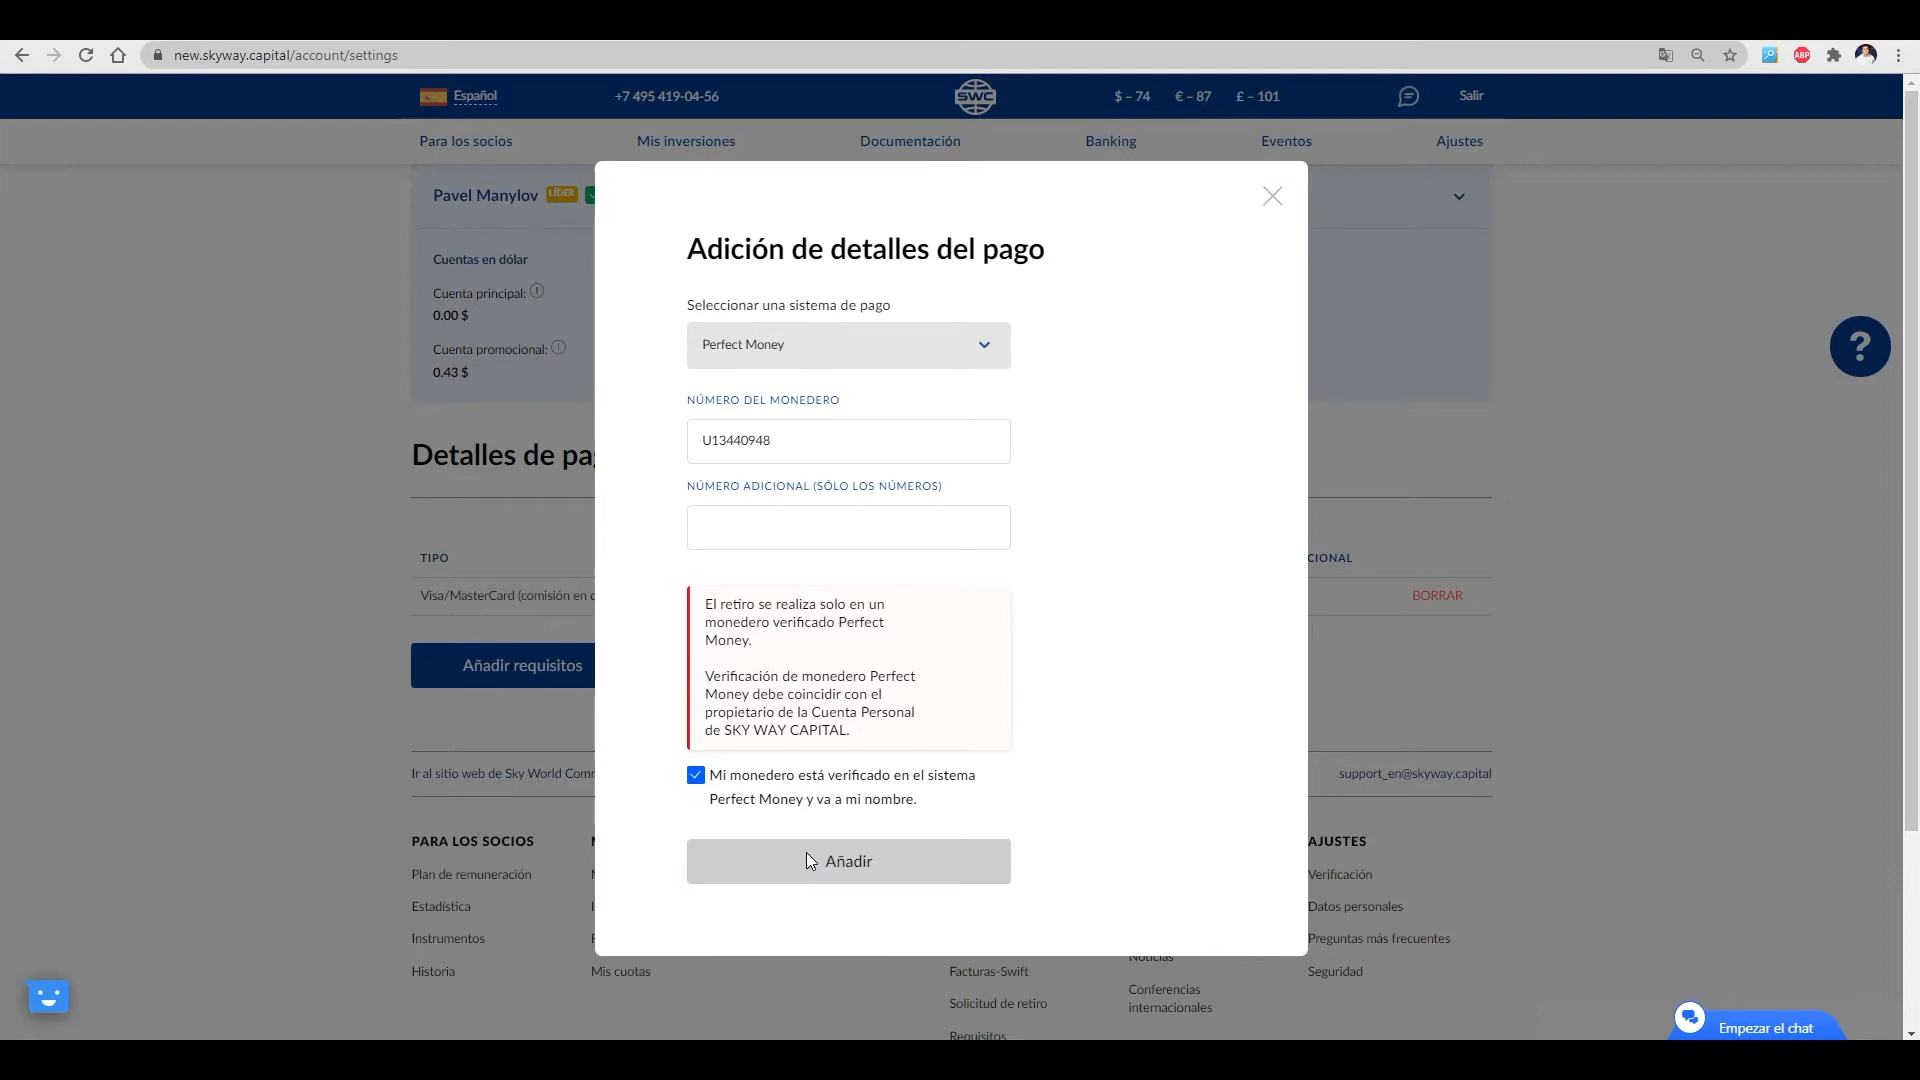 new.skyway.capital/account/settings
ABP
Español
+7 495 419-04-56
SWC
$ – 74
€ – 87
£ – 101
Salir
Para los socios
Mis inversiones
Documentación
Banking
Eventos
Ajustes
Pavel Manylov
LÍDER
Cuentas en dólar
Cuenta principal:
0.00 $
Cuenta promocional:
0.43 $
Adición de detalles del pago
Seleccionar una sistema de pago
Perfect Money
NÚMERO DEL MONEDERO
U13440948
NÚMERO ADICIONAL (SÓLO LOS NÚMEROS)
El retiro se realiza solo en un
monedero verificado Perfect
Money.
Verificación de monedero Perfect
Money debe coincidir con el
propietario de la Cuenta Personal
de SKY WAY CAPITAL.
Mi monedero está verificado en el sistema
Perfect Money y va a mi nombre.
Añadir
?
Detalles de pa
TIPO
CIONAL
Visa/MasterCard (comisión en
BORRAR
Añadir requisitos
Ir al sitio web de Sky World Com
support_en@skyway.capital
PARA LOS SOCIOS
Plan de remuneración
Estadística
Instrumentos
Historia
Mis cuotas
Facturas-Swift
Solicitud de retiro
Requisitos
Noticias
Conferencias
internacionales
AJUSTES
Verificación
Datos personales
Preguntas más frecuentes
Seguridad
Empezar el chat